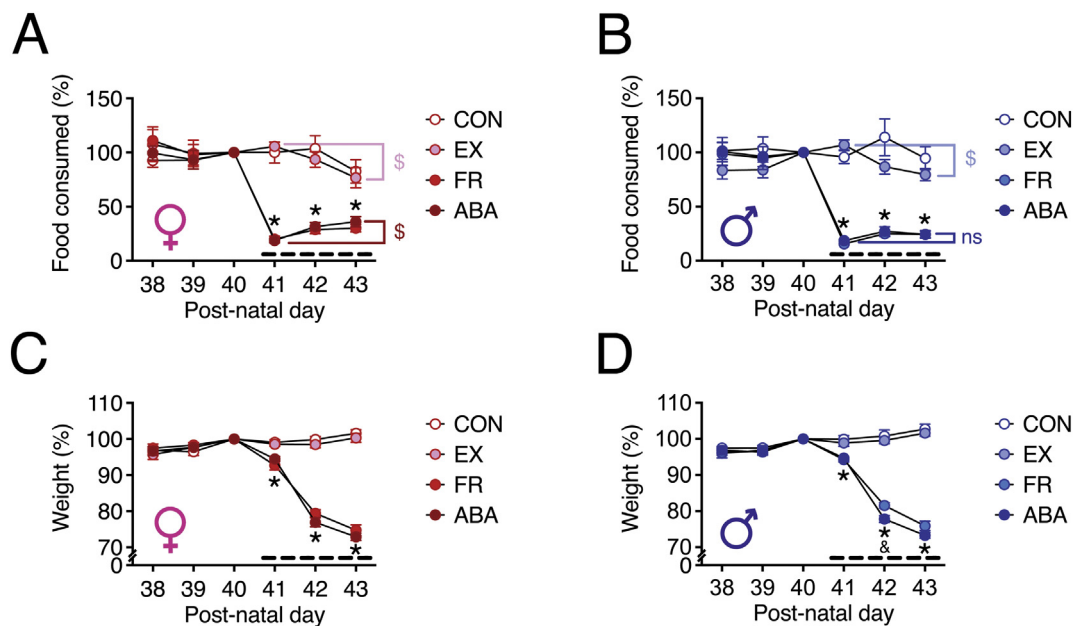 A
Food consumed (%)
150
100
50
0
38 39 40 41 42 43
Post-natal day
* * *
$
$
CON
EX
FR
ABA
B
Food consumed (%)
150
100
50
0
38 39 40 41 42 43
Post-natal day
* * *
$
ns
CON
EX
FR
ABA
C
Weight (%)
110
100
90
80
70
0
38 39 40 41 42 43
Post-natal day
* * *
CON
EX
FR
ABA
D
Weight (%)
110
100
90
80
70
0
38 39 40 41 42 43
Post-natal day
* * *
&
CON
EX
FR
ABA